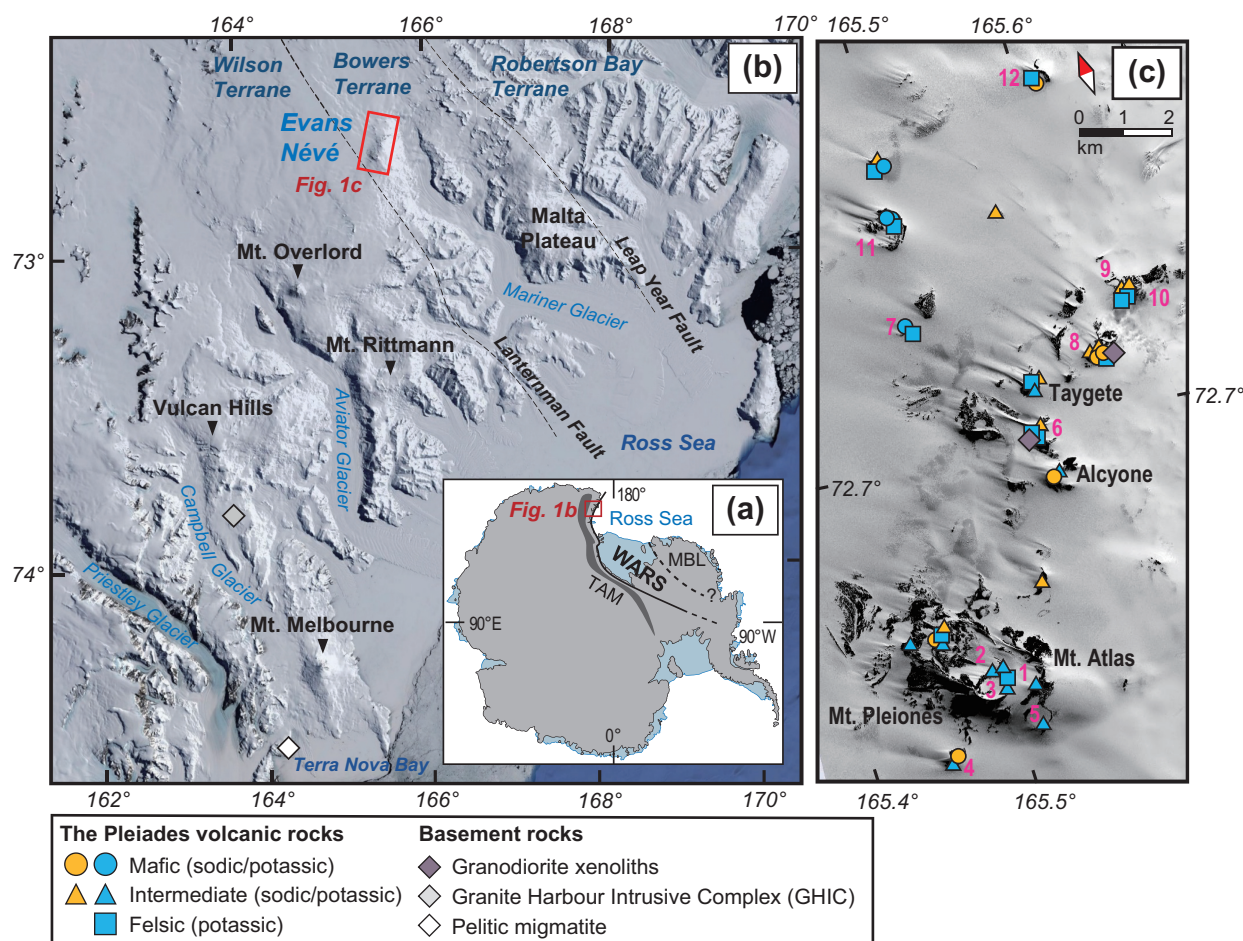 164°
166°
168°
170°
(b)
Wilson
Terrane
Bowers
Terrane
Robertson Bay
Terrane
Evans
Névé
Fig. 1c
Malta
Plateau
Mt. Overlord
Leap Year Fault
73°
Mariner Glacier
Mt. Rittmann
Lanterman Fault
Vulcan Hills
Aviator Glacier
Ross Sea
Campbell Glacier
74°
Priestley Glacier
Mt. Melbourne
Terra Nova Bay
162°
164°
166°
168°
170°
(a)
180°
Fig. 1b
Ross Sea
WARS
MBL
?
TAM
90°E
90°W
0°
165.5°
165.6°
(c)
0 1 2
km
12
11
9
10
7
8
72.7°
Taygete
6
Alcyone
72.7°
Mt. Atlas
2
1
3
Mt. Pleiones
5
4
165.4°
165.5°
The Pleiades volcanic rocks
Mafic (sodic/potassic)
Intermediate (sodic/potassic)
Felsic (potassic)
Basement rocks
Granodiorite xenoliths
Granite Harbour Intrusive Complex (GHIC)
Pelitic migmatite